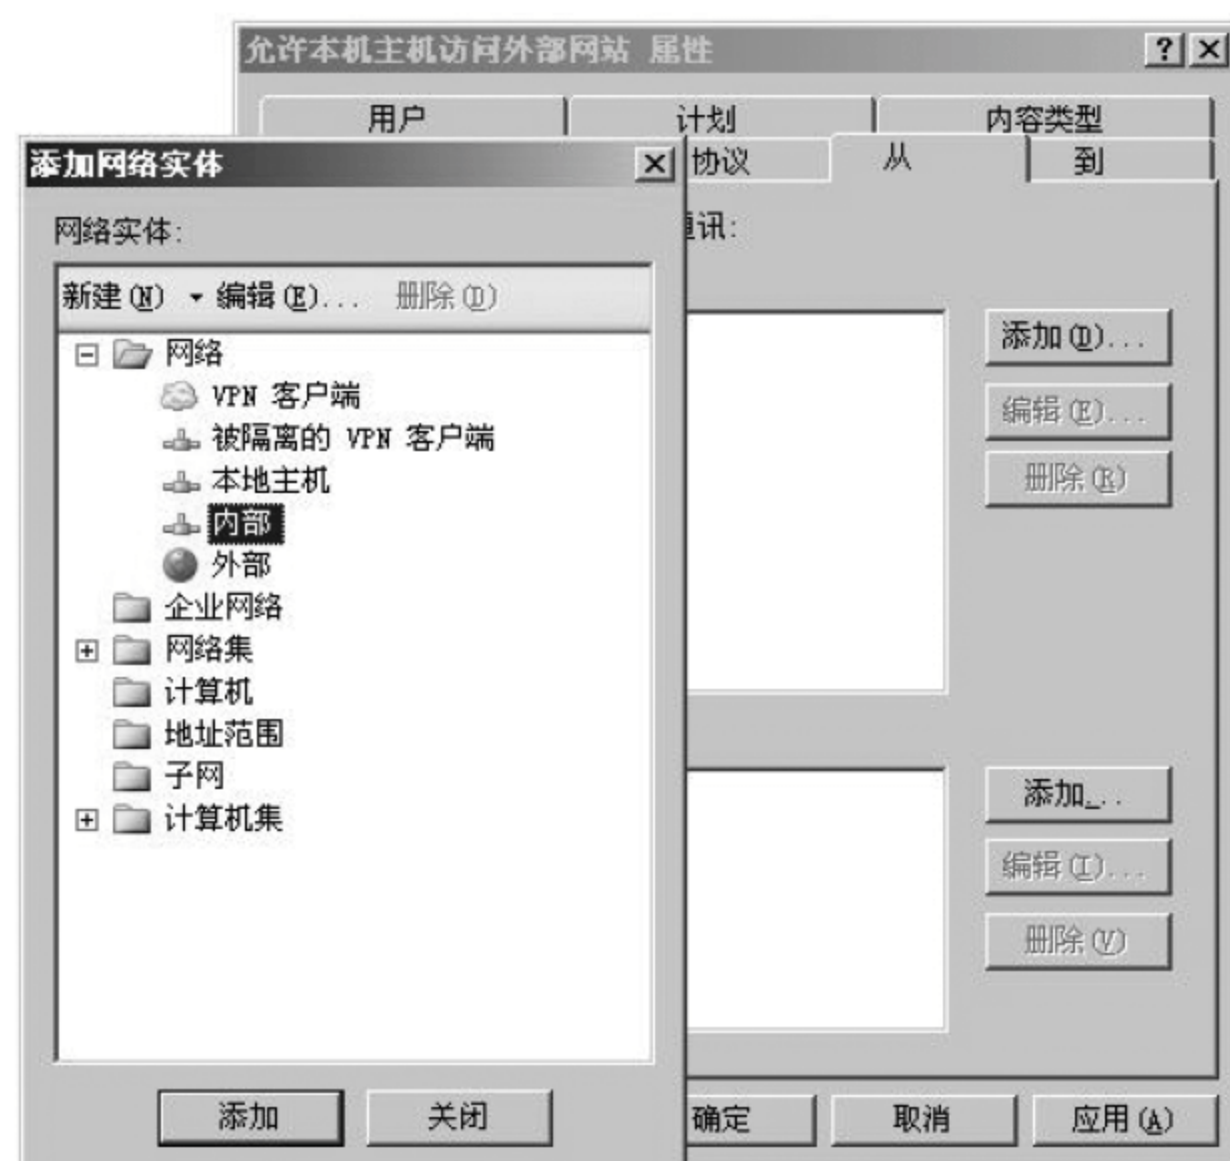 允许本机主机访问外部网站 属性
用户 计划 内容类型
协议 从 到
添加网络实体
网络实体:
讯:
新建(N) 编辑(E)... 删除(D)
网络
VPN 客户端
被隔离的 VPN 客户端
本地主机
内部
外部
企业网络
网络集
计算机
地址范围
子网
计算机集
添加 关闭
添加(D)...
编辑(E)...
删除(R)
添加...
编辑(I)...
删除(V)
确定 取消 应用(A)